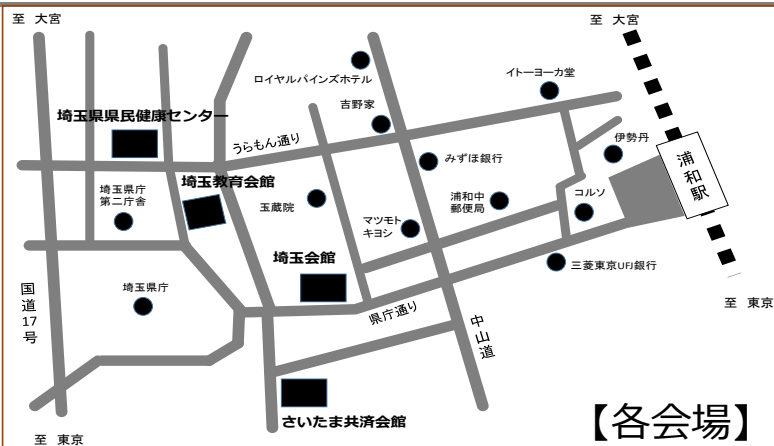 至 大宮
至 大宮
ロイヤルパインズホテル
イトーヨーカ堂
吉野家
埼玉県県民健康センター
うらもん通り
伊勢丹
浦和駅
みずほ銀行
埼玉教育会館
埼玉県庁
第二庁舎
玉蔵院
浦和中
郵便局
コルソ
マツモト
キヨシ
埼玉会館
三菱東京UFJ銀行
国道17号
埼玉県庁
県庁通り
中山道
至 東京
さいたま共済会館
【各会場】
至 東京